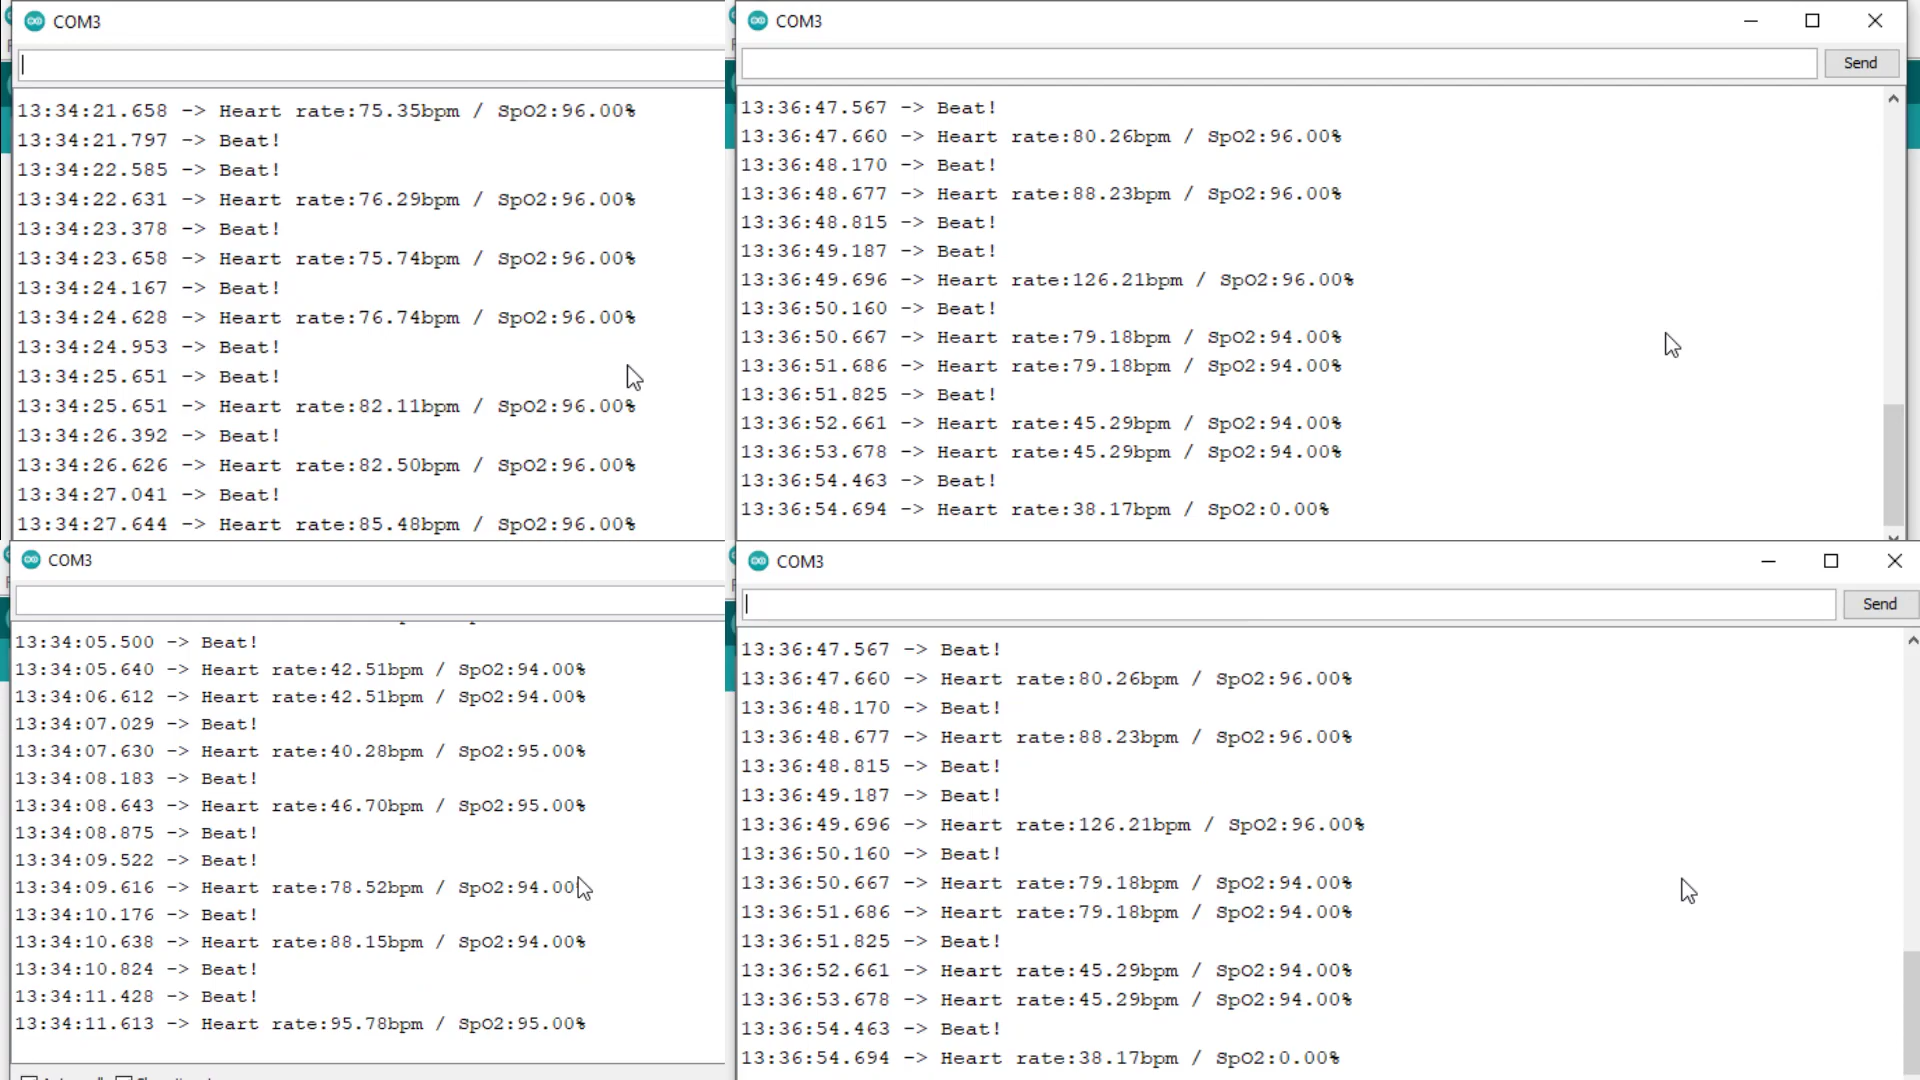 COM3
13:34:21.658 -> Heart rate:75.35bpm / SpO2:96.00%
13:34:21.797 -> Beat!
13:34:22.585 -> Beat!
13:34:22.631 -> Heart rate:76.29bpm / SpO2:96.00%
13:34:23.378 -> Beat!
13:34:23.658 -> Heart rate:75.74bpm / SpO2:96.00%
13:34:24.167 -> Beat!
13:34:24.628 -> Heart rate:76.74bpm / SpO2:96.00%
13:34:24.953 -> Beat!
13:34:25.651 -> Beat!
13:34:25.651 -> Heart rate:82.11bpm / SpO2:96.00%
13:34:26.392 -> Beat!
13:34:26.626 -> Heart rate:82.50bpm / SpO2:96.00%
13:34:27.041 -> Beat!
13:34:27.644 -> Heart rate:85.48bpm / SpO2:96.00%
COM3
Send
13:36:47.567 -> Beat!
13:36:47.660 -> Heart rate:80.26bpm / SpO2:96.00%
13:36:48.170 -> Beat!
13:36:48.677 -> Heart rate:88.23bpm / SpO2:96.00%
13:36:48.815 -> Beat!
13:36:49.187 -> Beat!
13:36:49.696 -> Heart rate:126.21bpm / SpO2:96.00%
13:36:50.160 -> Beat!
13:36:50.667 -> Heart rate:79.18bpm / SpO2:94.00%
13:36:51.686 -> Heart rate:79.18bpm / SpO2:94.00%
13:36:51.825 -> Beat!
13:36:52.661 -> Heart rate:45.29bpm / SpO2:94.00%
13:36:53.678 -> Heart rate:45.29bpm / SpO2:94.00%
13:36:54.463 -> Beat!
13:36:54.694 -> Heart rate:38.17bpm / SpO2:0.00%
COM3
13:34:05.500 -> Beat!
13:34:05.640 -> Heart rate:42.51bpm / SpO2:94.00%
13:34:06.612 -> Heart rate:42.51bpm / SpO2:94.00%
13:34:07.029 -> Beat!
13:34:07.630 -> Heart rate:40.28bpm / SpO2:95.00%
13:34:08.183 -> Beat!
13:34:08.643 -> Heart rate:46.70bpm / SpO2:95.00%
13:34:08.875 -> Beat!
13:34:09.522 -> Beat!
13:34:09.616 -> Heart rate:78.52bpm / SpO2:94.00%
13:34:10.176 -> Beat!
13:34:10.638 -> Heart rate:88.15bpm / SpO2:94.00%
13:34:10.824 -> Beat!
13:34:11.428 -> Beat!
13:34:11.613 -> Heart rate:95.78bpm / SpO2:95.00%
COM3
Send
13:36:47.567 -> Beat!
13:36:47.660 -> Heart rate:80.26bpm / SpO2:96.00%
13:36:48.170 -> Beat!
13:36:48.677 -> Heart rate:88.23bpm / SpO2:96.00%
13:36:48.815 -> Beat!
13:36:49.187 -> Beat!
13:36:49.696 -> Heart rate:126.21bpm / SpO2:96.00%
13:36:50.160 -> Beat!
13:36:50.667 -> Heart rate:79.18bpm / SpO2:94.00%
13:36:51.686 -> Heart rate:79.18bpm / SpO2:94.00%
13:36:51.825 -> Beat!
13:36:52.661 -> Heart rate:45.29bpm / SpO2:94.00%
13:36:53.678 -> Heart rate:45.29bpm / SpO2:94.00%
13:36:54.463 -> Beat!
13:36:54.694 -> Heart rate:38.17bpm / SpO2:0.00%